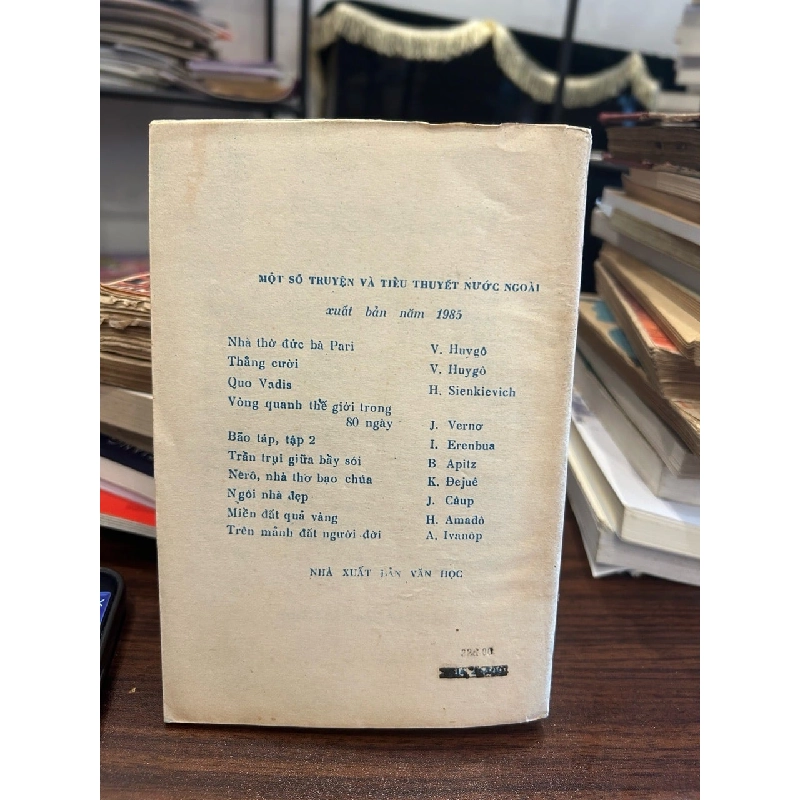 MỘT SỐ TRUYỆN VÀ TIỂU THUYẾT NƯỚC NGOÀI
xuất bản năm 1985
Nhà thờ đức bà Pari V. Huygô
Thằng cười V. Huygô
Quo Vadis H. Sienkievich
Vòng quanh thế giới trong
80 ngày J. Vernơ
Bão táp, tập 2 I. Erenbua
Trần trụi giữa bầy sói B. Apitz
Nêrô, nhà thơ bạo chúa K. Đejuê
Ngôi nhà đẹp J. Câup
Miền đất quả vàng H. Amađô
Trên mảnh đất người đời A. Ivanôp
NHÀ XUẤT BẢN VĂN HỌC